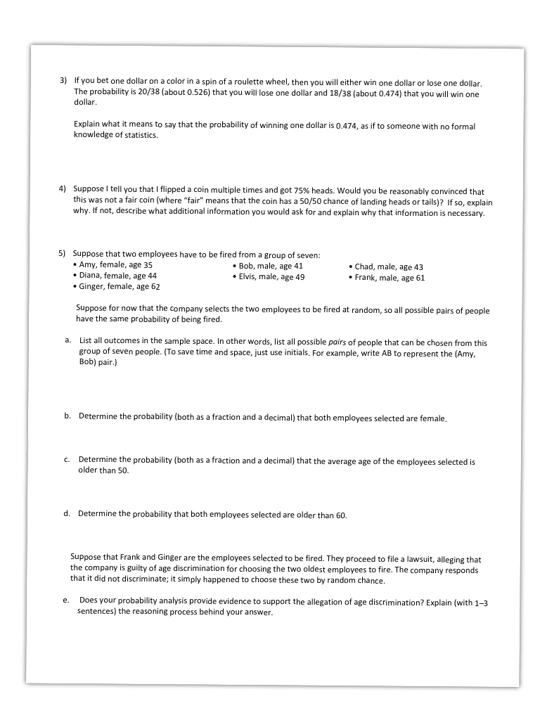 3) If you bet one dollar on a color in a spin of a roulette wheel, then you will either win one dollar or lose one dollar.
The probability is 20/38 (about 0.526) that you will lose one dollar and 18/38 (about 0.474) that you will win one
dollar.
Explain what it means to say that the probability of winning one dollar is 0.474, as if to someone with no formal
knowledge of statistics.
4) Suppose I tell you that I flipped a coin multiple times and got 75% heads. Would you be reasonably convinced that
this was not a fair coin (where "fair" means that the coin has a 50/50 chance of landing heads or tails)? If so, explain
why. If not, describe what additional information you would ask for and explain why that information is necessary.
5) Suppose that two employees have to be fired from a group of seven:
• Amy, female, age 35 • Bob, male, age 41 • Chad, male, age 43
• Diana, female, age 44 • Elvis, male, age 49 • Frank, male, age 61
• Ginger, female, age 62
Suppose for now that the company selects the two employees to be fired at random, so all possible pairs of people
have the same probability of being fired.
a. List all outcomes in the sample space. In other words, list all possible pairs of people that can be chosen from this
group of seven people. (To save time and space, just use initials. For example, write AB to represent the (Amy,
Bob) pair.)
b. Determine the probability (both as a fraction and a decimal) that both employees selected are female.
c. Determine the probability (both as a fraction and a decimal) that the average age of the employees selected is
older than 50.
d. Determine the probability that both employees selected are older than 60.
Suppose that Frank and Ginger are the employees selected to be fired. They proceed to file a lawsuit, alleging that
the company is guilty of age discrimination for choosing the two oldest employees to fire. The company responds
that it did not discriminate; it simply happened to choose these two by random chance.
e. Does your probability analysis provide evidence to support the allegation of age discrimination? Explain (with 1–3
sentences) the reasoning process behind your answer.